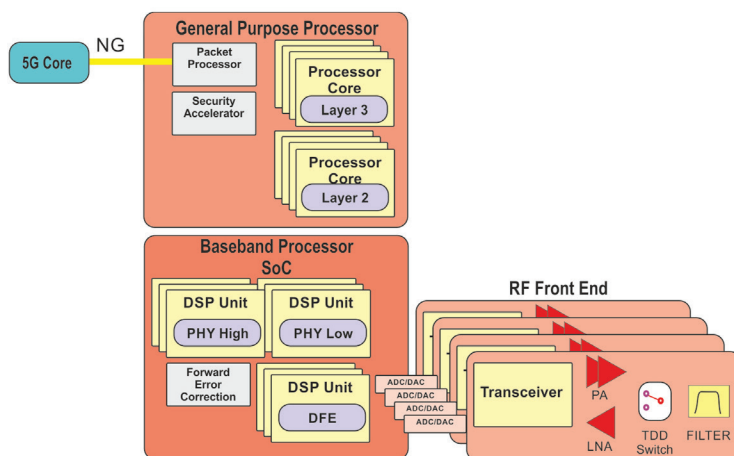 General Purpose Processor
5G Core
NG
Packet
Processor
Security
Accelerator
Processor
Core
Layer 3
Processor
Core
Layer 2
Baseband Processor
SoC
DSP Unit
PHY High
DSP Unit
PHY Low
Forward
Error
Correction
DSP Unit
DFE
RF Front End
ADC/DAC
ADC/DAC
ADC/DAC
ADC/DAC
Transceiver
PA
LNA
TDD
Switch
FILTER